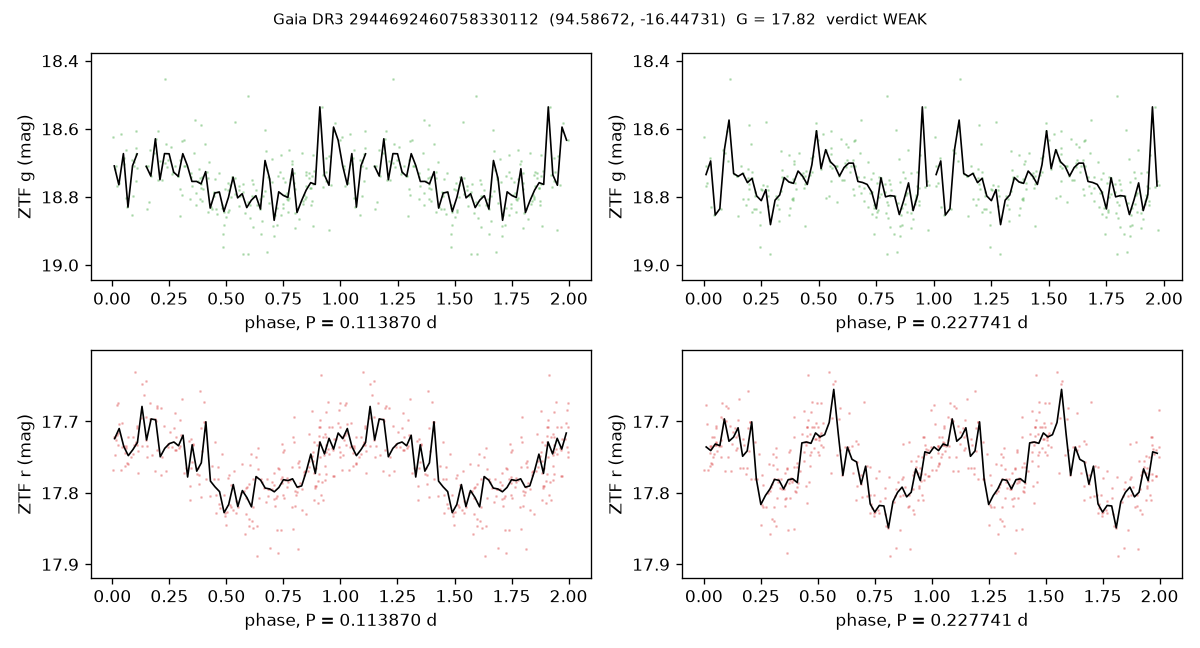 Gaia DR3 2944692460758330112  (94.58672, -16.44731)  G = 17.82  verdict WEAK
ZTF g (mag)
18.4
18.6
18.8
19.0
0.00 0.25 0.50 0.75 1.00 1.25 1.50 1.75 2.00
phase, P = 0.113870 d
ZTF g (mag)
18.4
18.6
18.8
19.0
0.00 0.25 0.50 0.75 1.00 1.25 1.50 1.75 2.00
phase, P = 0.227741 d
ZTF r (mag)
17.7
17.8
17.9
0.00 0.25 0.50 0.75 1.00 1.25 1.50 1.75 2.00
phase, P = 0.113870 d
ZTF r (mag)
17.7
17.8
17.9
0.00 0.25 0.50 0.75 1.00 1.25 1.50 1.75 2.00
phase, P = 0.227741 d